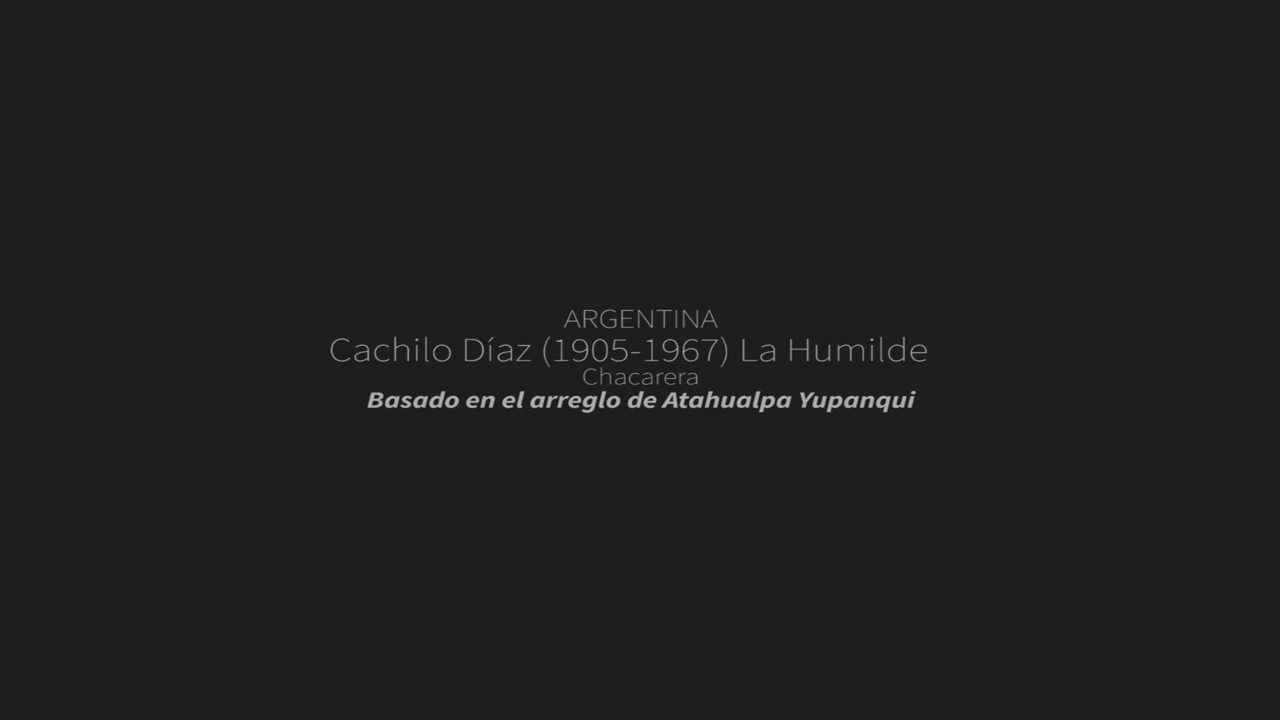 ARGENTINA
Cachilo Díaz (1905-1967) La Humilde
Chacarera
Basado en el arreglo de Atahualpa Yupanqui